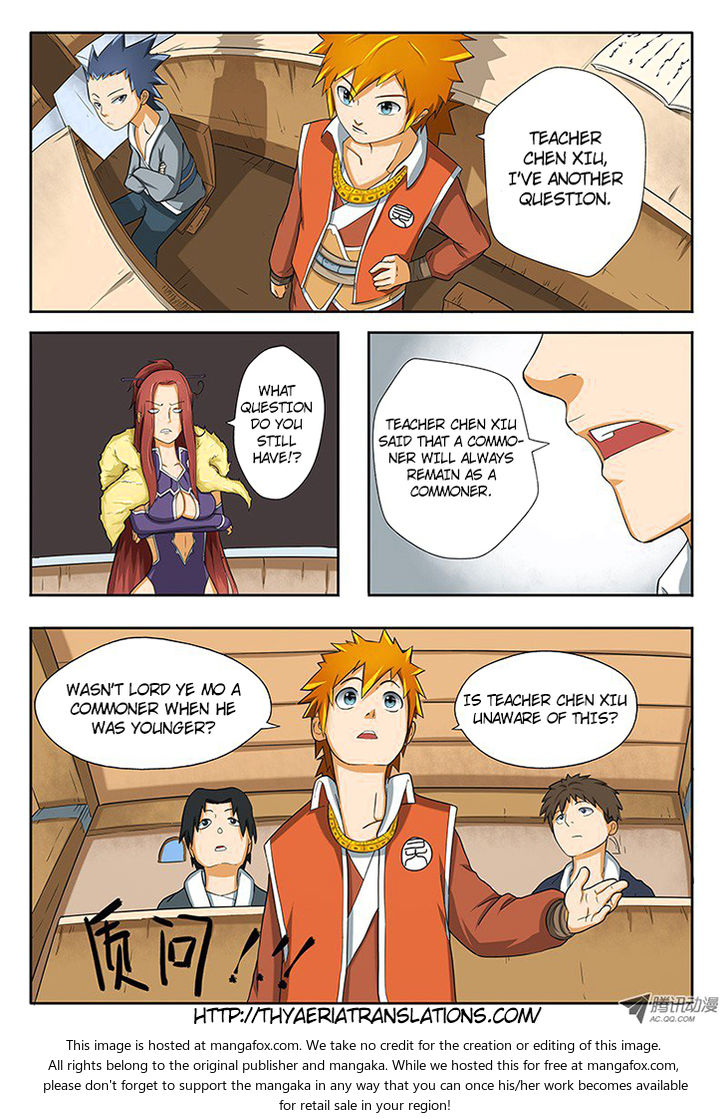 TEACHER
CHEN XIU,
I'VE ANOTHER
QUESTION.
WHAT
QUESTION
DO YOU
STILL
HAVE!?
TEACHER CHEN XIU
SAID THAT A COMMO-
NER WILL ALWAYS
REMAIN AS A
COMMONER.
WASN'T LORD YE MO A
COMMONER WHEN HE
WAS YOUNGER?
IS TEACHER CHEN XIU
UNAWARE OF THIS?
质问!!!
腾讯动漫
AC.QQ.COM
HTTP://THYAERIATRANSLATIONS.COM/
This image is hosted at mangafox.com. We take no credit for the creation or editing of this image.
All rights belong to the original publisher and mangaka. While we hosted this for free at mangafox.com,
please don't forget to support the mangaka in any way that you can once his/her work becomes available
for retail sale in your region!